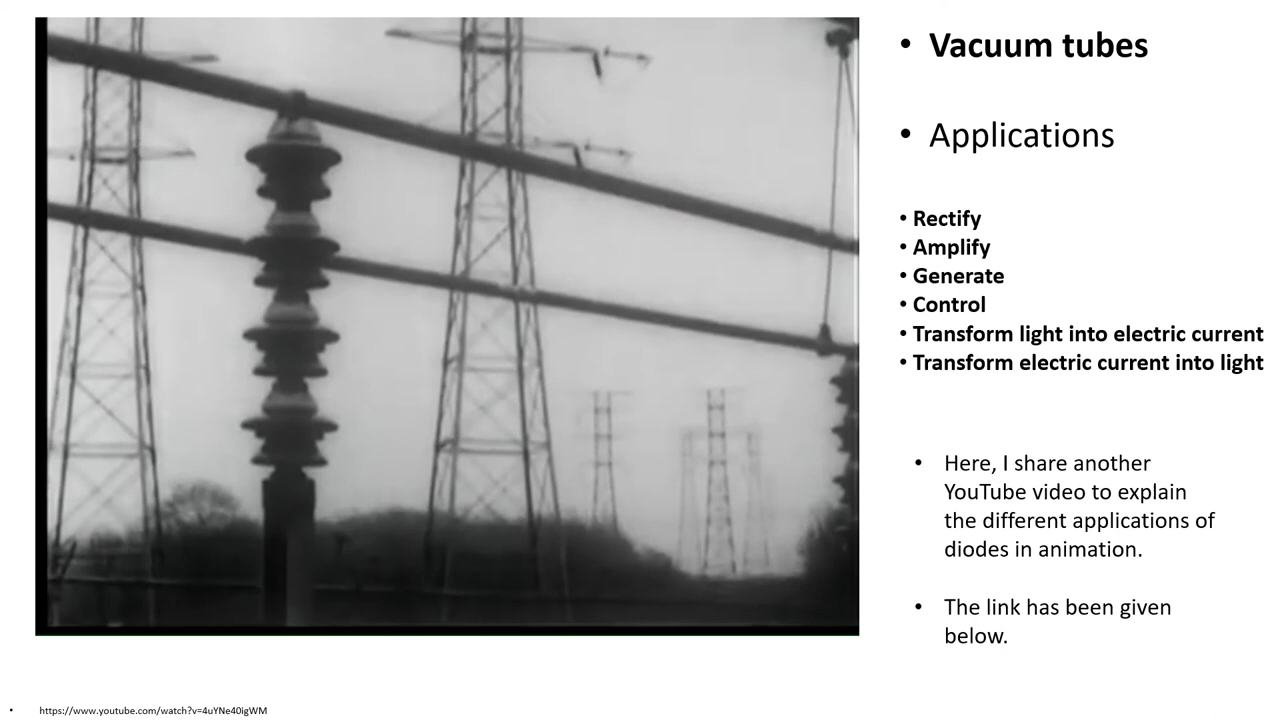 • Vacuum tubes
• Applications
• Rectify
• Amplify
• Generate
• Control
• Transform light into electric current
• Transform electric current into light
• Here, I share another
YouTube video to explain
the different applications of
diodes in animation.
• The link has been given
below.
• https://www.youtube.com/watch?v=4uYNe40igWM